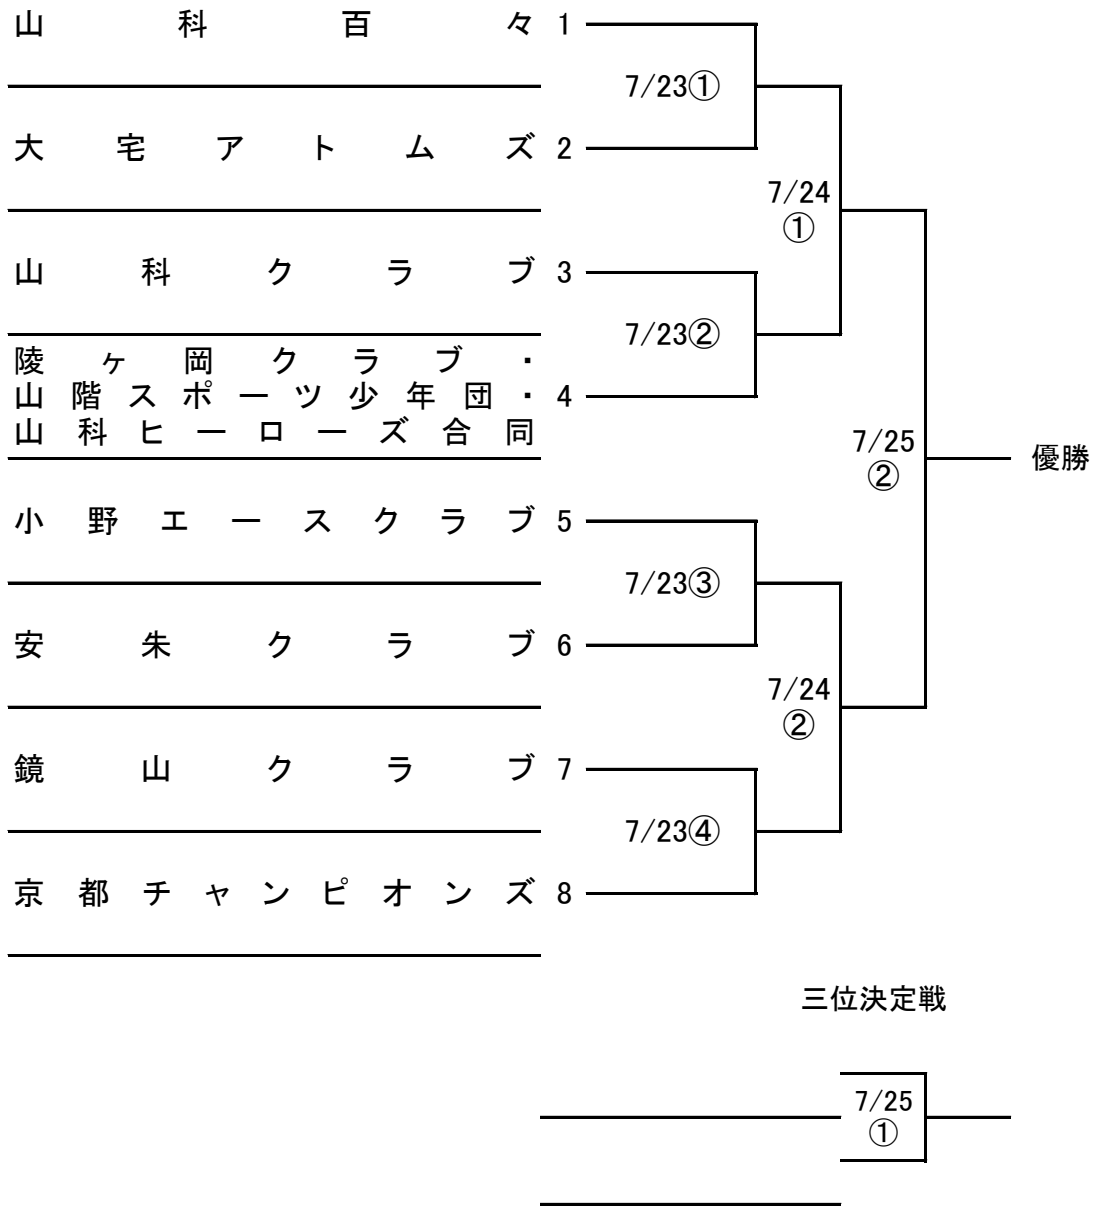 山科百々 1
7/23①
大宅アトムズ 2
7/24
①
山科クラブ 3
7/23②
陵ヶ岡クラブ・
山階スポーツ少年団・ 4
山科ヒーローズ合同
7/25
②
優勝
小野エースクラブ 5
7/23③
安朱クラブ 6
7/24
②
鏡山クラブ 7
7/23④
京都チャンピオンズ 8
三位決定戦
7/25
①